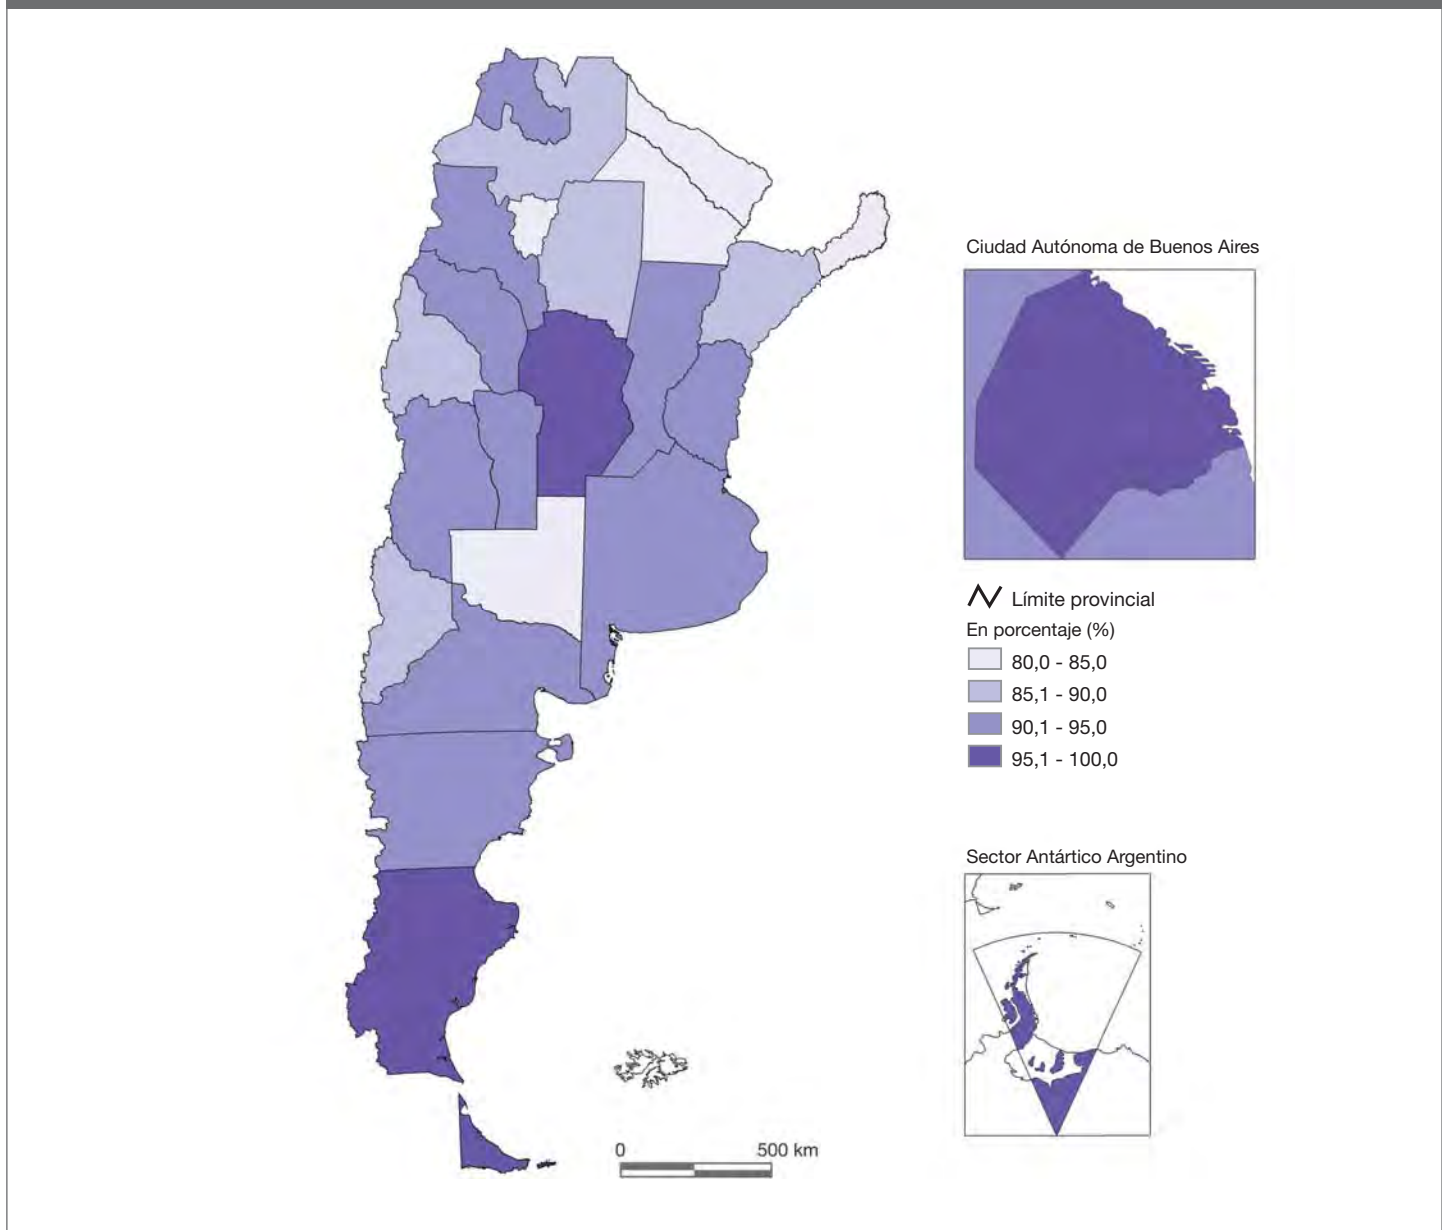 Ciudad Autónoma de Buenos Aires
Límite provincial
En porcentaje (%)
80,0 - 85,0
85,1 - 90,0
90,1 - 95,0
95,1 - 100,0
Sector Antártico Argentino
0 500 km